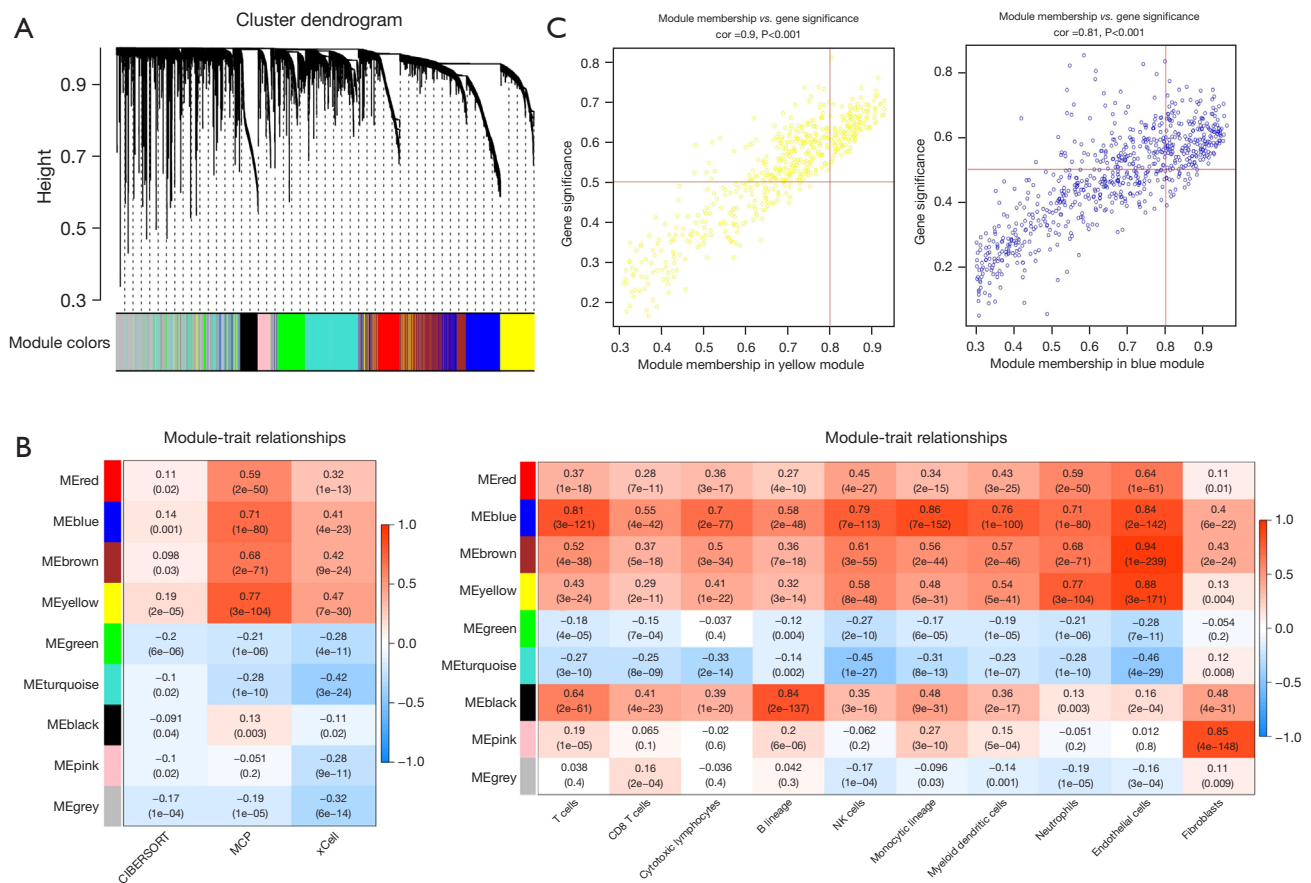 A
Cluster dendrogram
Height
0.9
0.7
0.5
0.3
Module colors
C
Module membership vs. gene significance
cor =0.9, P<0.001
Gene significance
0.8
0.7
0.6
0.5
0.4
0.3
0.2
0.3 0.4 0.5 0.6 0.7 0.8 0.9
Module membership in yellow module
Module membership vs. gene significance
cor =0.81, P<0.001
Gene significance
0.8
0.6
0.4
0.2
0.3 0.4 0.5 0.6 0.7 0.8 0.9
Module membership in blue module
B
Module-trait relationships
MEred 0.11 0.59 0.32
(0.02) (2e-50) (1e-13)
MEblue 0.14 0.71 0.41
(0.001) (1e-80) (4e-23)
MEbrown 0.098 0.68 0.42
(0.03) (2e-71) (9e-24)
MEyellow 0.19 0.77 0.47
(2e-05) (3e-104) (7e-30)
MEgreen −0.2 −0.21 −0.28
(6e-06) (1e-06) (4e-11)
MEturquoise −0.1 −0.28 −0.42
(0.02) (1e-10) (3e-24)
MEblack −0.091 0.13 −0.11
(0.04) (0.003) (0.02)
MEpink −0.1 −0.051 −0.28
(0.02) (0.2) (9e-11)
MEgrey −0.17 −0.19 −0.32
(1e-04) (1e-05) (6e-14)
CIBERSORT MCP xCell
1.0
0.5
0.0
−0.5
−1.0
Module-trait relationships
MEred 0.37 0.28 0.36 0.27 0.45 0.34 0.43 0.59 0.64 0.11
(1e-18) (7e-11) (3e-17) (4e-10) (4e-27) (2e-15) (3e-25) (2e-50) (1e-61) (0.01)
MEblue 0.81 0.55 0.7 0.58 0.79 0.86 0.76 0.71 0.84 0.4
(3e-121) (4e-42) (2e-77) (2e-48) (7e-113) (7e-152) (1e-100) (1e-80) (2e-142) (6e-22)
MEbrown 0.52 0.37 0.5 0.36 0.61 0.56 0.57 0.68 0.94 0.43
(4e-38) (5e-18) (3e-34) (7e-18) (3e-55) (2e-44) (2e-46) (2e-71) (1e-239) (2e-24)
MEyellow 0.43 0.29 0.41 0.32 0.58 0.48 0.54 0.77 0.88 0.13
(3e-24) (2e-11) (1e-22) (3e-14) (8e-48) (5e-31) (5e-41) (3e-104) (3e-171) (0.004)
MEgreen −0.18 −0.15 −0.037 −0.12 −0.27 −0.17 −0.19 −0.21 −0.28 −0.054
(4e-05) (7e-04) (0.4) (0.004) (2e-10) (6e-05) (1e-05) (1e-06) (7e-11) (0.2)
MEturquoise −0.27 −0.25 −0.33 −0.14 −0.45 −0.31 −0.23 −0.28 −0.46 0.12
(3e-10) (8e-09) (2e-14) (0.002) (1e-27) (8e-13) (1e-07) (1e-10) (4e-29) (0.008)
MEblack 0.64 0.41 0.39 0.84 0.35 0.48 0.36 0.13 0.16 0.48
(2e-61) (4e-23) (1e-20) (2e-137) (3e-16) (9e-31) (2e-17) (0.003) (2e-04) (4e-31)
MEpink 0.19 0.065 −0.02 0.2 −0.062 0.27 0.15 −0.051 0.012 0.85
(1e-05) (0.1) (0.6) (6e-06) (0.2) (3e-10) (5e-04) (0.2) (0.8) (4e-148)
MEgrey 0.038 0.16 −0.036 0.042 −0.17 −0.096 −0.14 −0.19 −0.16 0.11
(0.4) (2e-04) (0.4) (0.3) (1e-04) (0.03) (0.001) (1e-05) (3e-04) (0.009)
T cells CD8 T cells Cytotoxic lymphocytes B lineage NK cells Monocytic lineage Myeloid dendritic cells Neutrophils Endothelial cells Fibroblasts
1.0
0.5
0.0
−0.5
−1.0